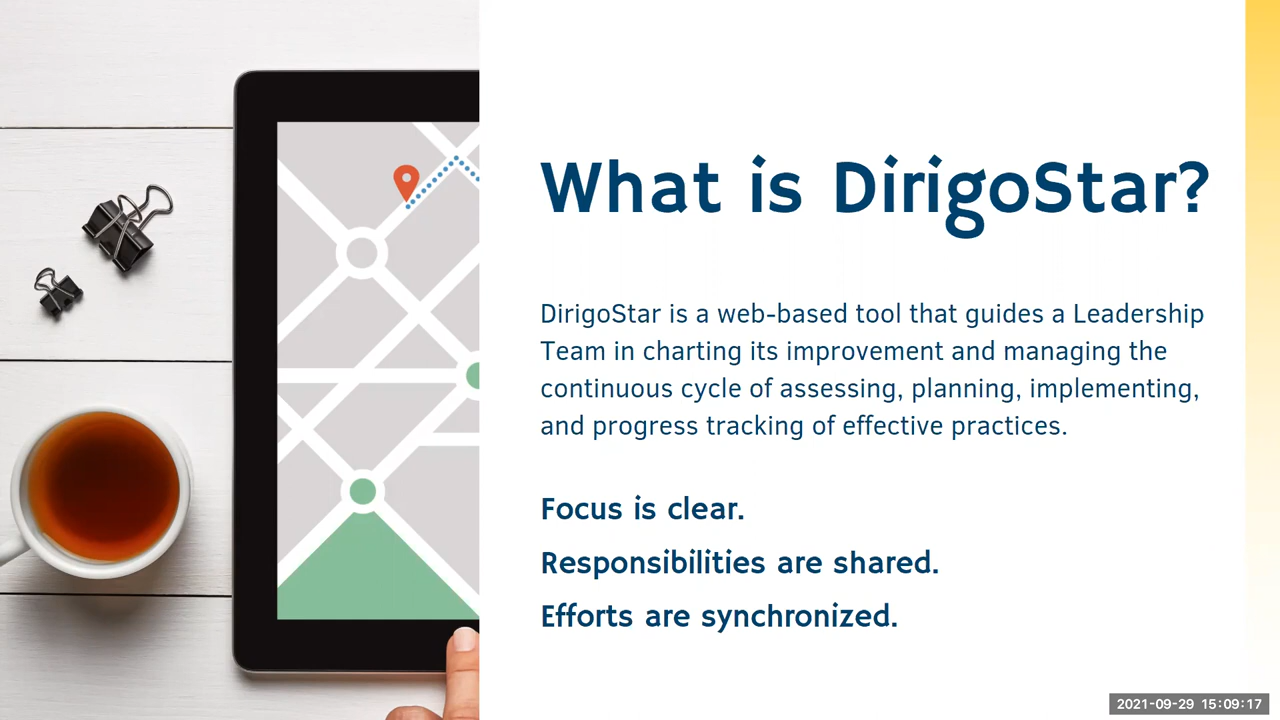 What is DirigoStar?
DirigoStar is a web-based tool that guides a Leadership
Team in charting its improvement and managing the
continuous cycle of assessing, planning, implementing,
and progress tracking of effective practices.
Focus is clear.
Responsibilities are shared.
Efforts are synchronized.
2021-09-29 15:09:17